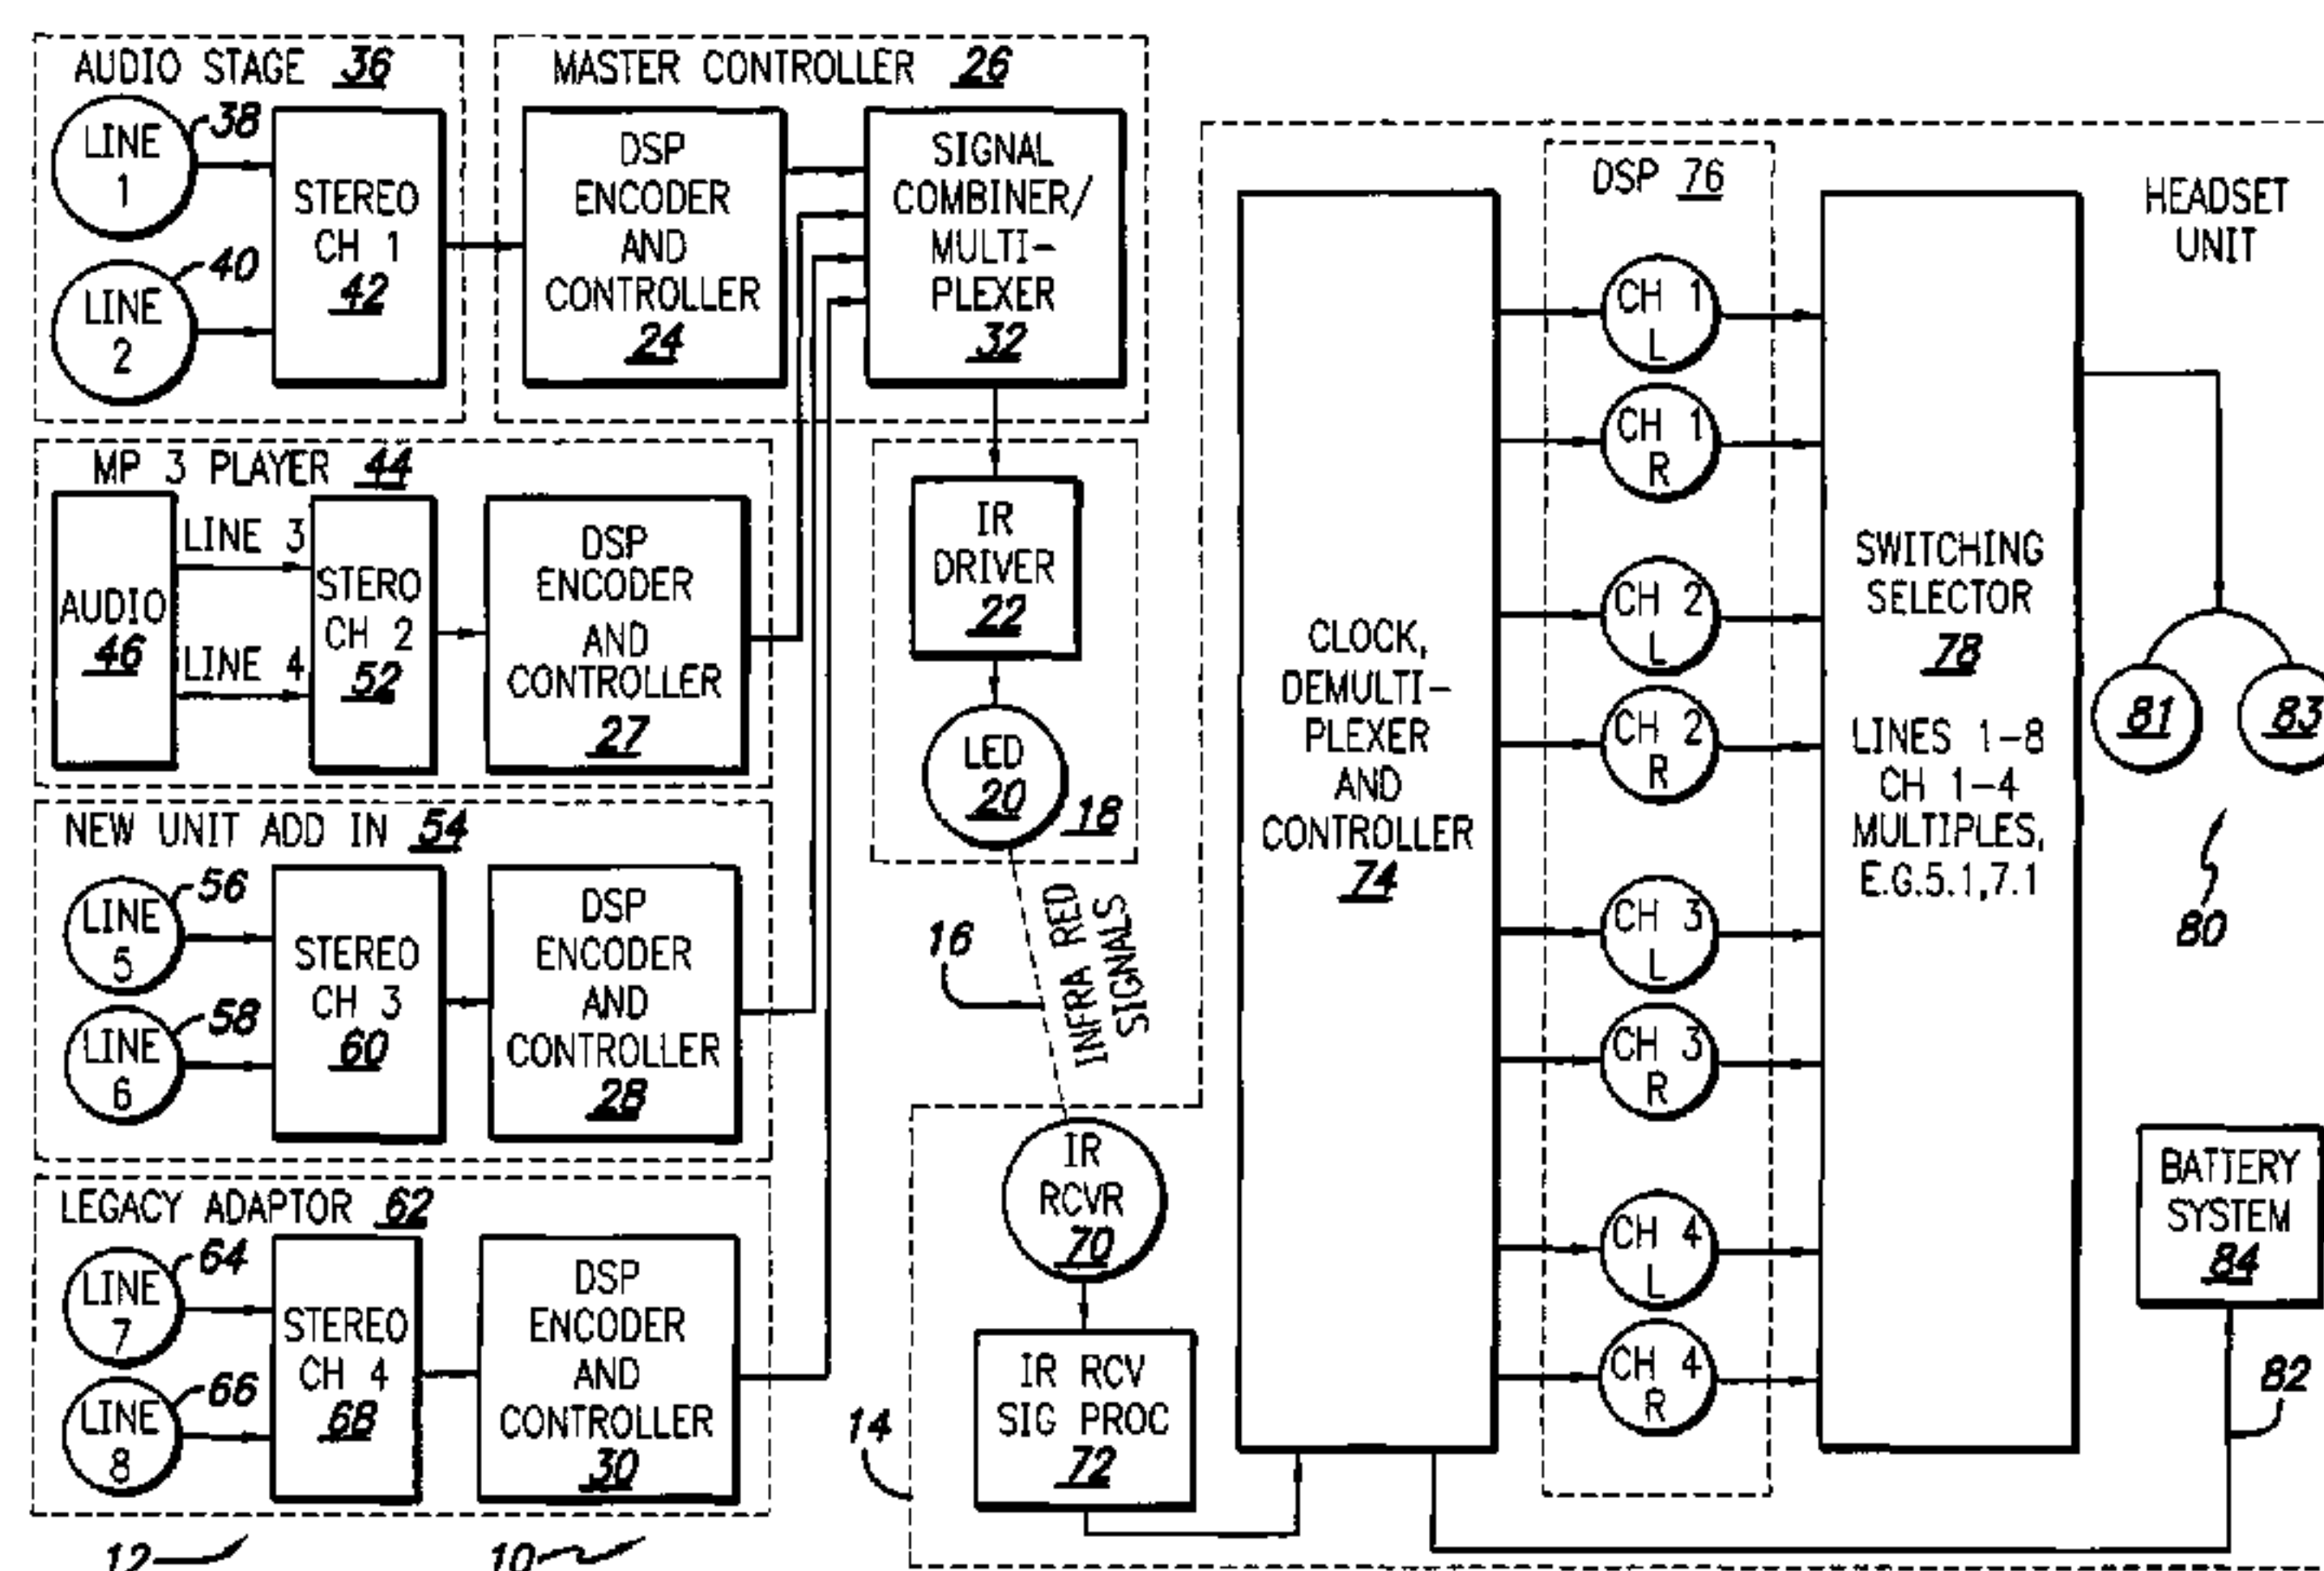 AUDIO STAGE 36
LINE
1
38
LINE
2
40
STEREO
CH 1
42
MASTER CONTROLLER 26
DSP
ENCODER
AND
CONTROLLER
24
SIGNAL
COMBINER/
MULTI-
PLEXER
32
MP 3 PLAYER 44
AUDIO
46
LINE 3
LINE 4
STERO
CH 2
52
DSP
ENCODER
AND
CONTROLLER
27
NEW UNIT ADD IN 54
LINE
5
56
LINE
6
58
STEREO
CH 3
60
DSP
ENCODER
AND
CONTROLLER
28
LEGACY ADAPTOR 62
LINE
7
64
LINE
8
66
STEREO
CH 4
68
DSP
ENCODER
AND
CONTROLLER
30
12
10
IR
DRIVER
22
LED
20
18
16
INFRA RED
SIGNALS
IR
RCVR
70
IR RCV
SIG PROC
72
14
CLOCK,
DEMULTI-
PLEXER
AND
CONTROLLER
74
DSP 76
CH 1
L
CH 1
R
CH 2
L
CH 2
R
CH 3
L
CH 3
R
CH 4
L
CH 4
R
SWITCHING
SELECTOR
78
LINES 1-8
CH 1-4
MULTIPLES,
E.G.5.1,7.1
HEADSET
UNIT
81
83
80
BATTERY
SYSTEM
84
82